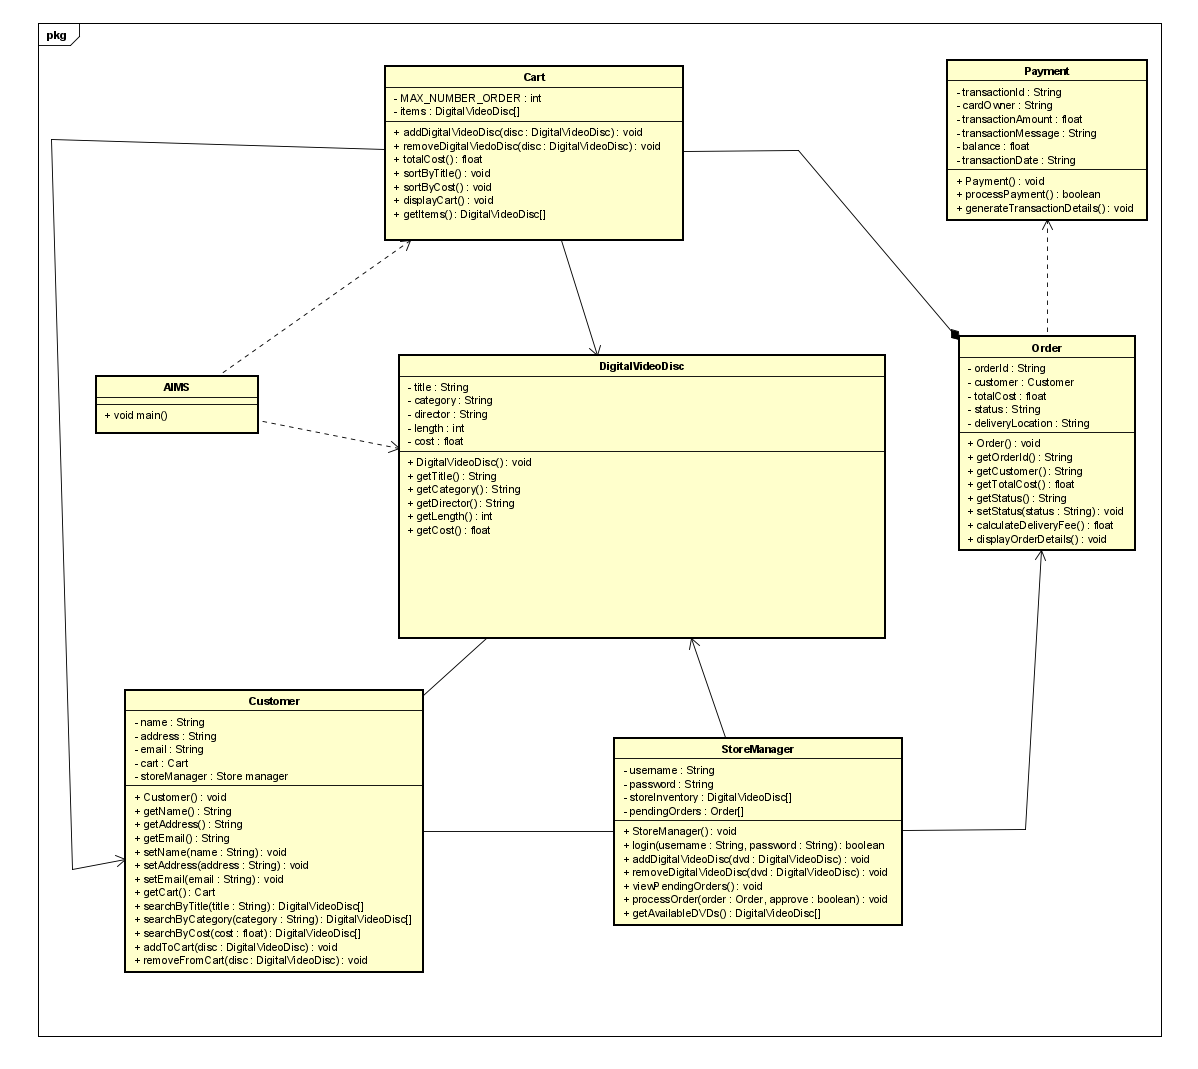 pkg
Cart
- MAX_NUMBER_ORDER : int
- items : DigitalVideoDisc[]
+ addDigitalVideoDisc(disc : DigitalVideoDisc) : void
+ removeDigitalViedoDisc(disc : DigitalVideoDisc) : void
+ totalCost() : float
+ sortByTitle() : void
+ sortByCost() : void
+ displayCart() : void
+ getItems() : DigitalVideoDisc[]
Payment
- transactionId : String
- cardOwner : String
- transactionAmount : float
- transactionMessage : String
- balance : float
- transactionDate : String
+ Payment() : void
+ processPayment() : boolean
+ generateTransactionDetails() : void
AIMS
+ void main()
DigitalVideoDisc
- title : String
- category : String
- director : String
- length : int
- cost : float
+ DigitalVideoDisc() : void
+ getTitle() : String
+ getCategory() : String
+ getDirector() : String
+ getLength() : int
+ getCost() : float
Order
- orderId : String
- customer : Customer
- totalCost : float
- status : String
- deliveryLocation : String
+ Order() : void
+ getOrderId() : String
+ getCustomer() : String
+ getTotalCost() : float
+ getStatus() : String
+ setStatus(status : String) : void
+ calculateDeliveryFee() : float
+ displayOrderDetails() : void
Customer
- name : String
- address : String
- email : String
- cart : Cart
- storeManager : Store manager
+ Customer() : void
+ getName() : String
+ getAddress() : String
+ getEmail() : String
+ setName(name : String) : void
+ setAddress(address : String) : void
+ setEmail(email : String) : void
+ getCart() : Cart
+ searchByTitle(title : String) : DigitalVideoDisc[]
+ searchByCategory(category : String) : DigitalVideoDisc[]
+ searchByCost(cost : float) : DigitalVideoDisc[]
+ addToCart(disc : DigitalVideoDisc) : void
+ removeFromCart(disc : DigitalVideoDisc) : void
StoreManager
- username : String
- password : String
- storeInventory : DigitalVideoDisc[]
- pendingOrders : Order[]
+ StoreManager() : void
+ login(username : String, password : String) : boolean
+ addDigitalVideoDisc(dvd : DigitalVideoDisc) : void
+ removeDigitalVideoDisc(dvd : DigitalVideoDisc) : void
+ viewPendingOrders() : void
+ processOrder(order : Order, approve : boolean) : void
+ getAvailableDVDs() : DigitalVideoDisc[]